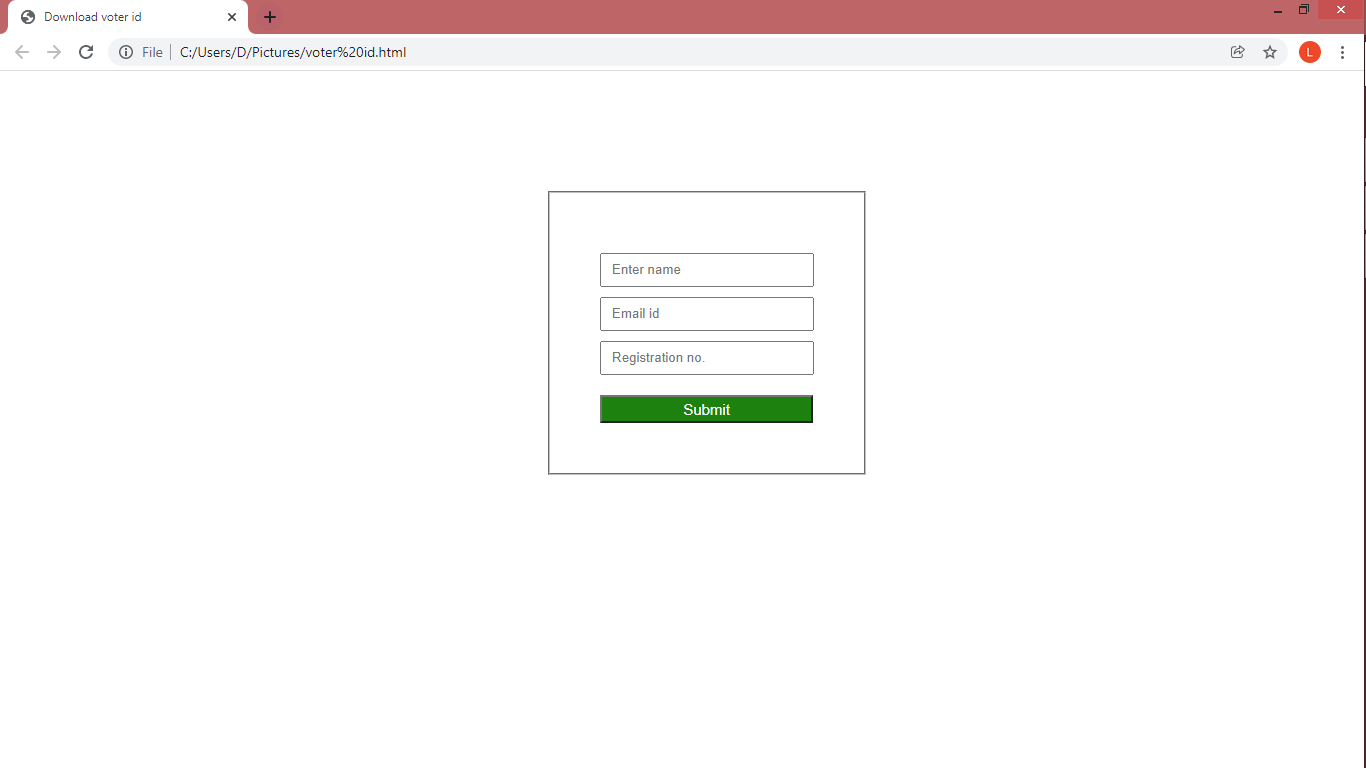 Download voter id
File C:/Users/D/Pictures/voter%20id.html
L
Enter name
Email id
Registration no.
Submit